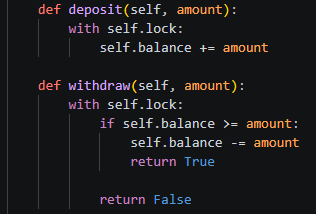 def deposit(self, amount):
    with self.lock:
        self.balance += amount

def withdraw(self, amount):
    with self.lock:
        if self.balance >= amount:
            self.balance -= amount
            return True

        return False